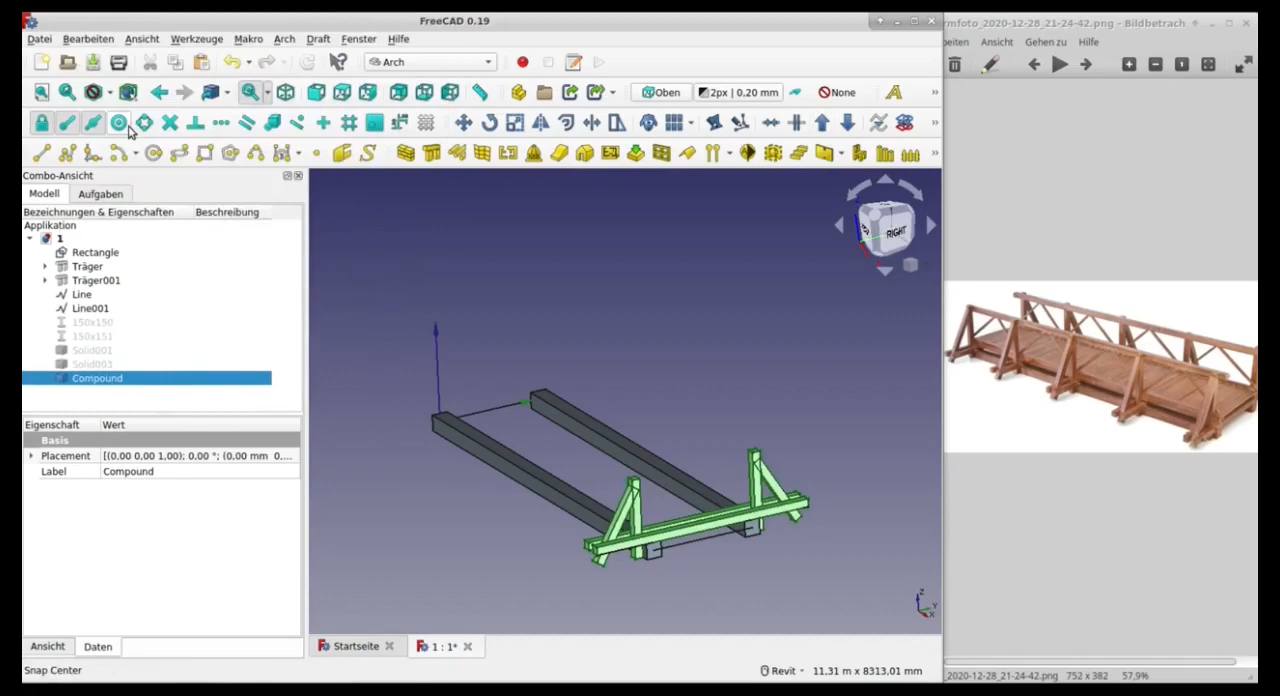 FreeCAD 0.19
rmfoto_2020-12-28_21-24-42.png - Bildbetrach
Datei Bearbeiten Ansicht Werkzeuge Makro Arch Draft Fenster Hilfe
beiten Ansicht Gehen zu Hilfe
Arch
Oben 2px | 0,20 mm None
Combo-Ansicht
Modell Aufgaben
Bezeichnungen & Eigenschaften Beschreibung
Applikation
1
Rectangle
Träger
Träger001
Line
Line001
150x150
150x151
Solid001
Solid003
Compound
RIGHT
Eigenschaft Wert
Basis
Placement [(0,00 0,00 1,00); 0,00 °; (0,00 mm 0,...
Label Compound
Z
Y
X
Ansicht Daten
Startseite 1 : 1*
Snap Center
Revit 11,31 m x 8313,01 mm
_2020-12-28_21-24-42.png 752 x 382 57,9%